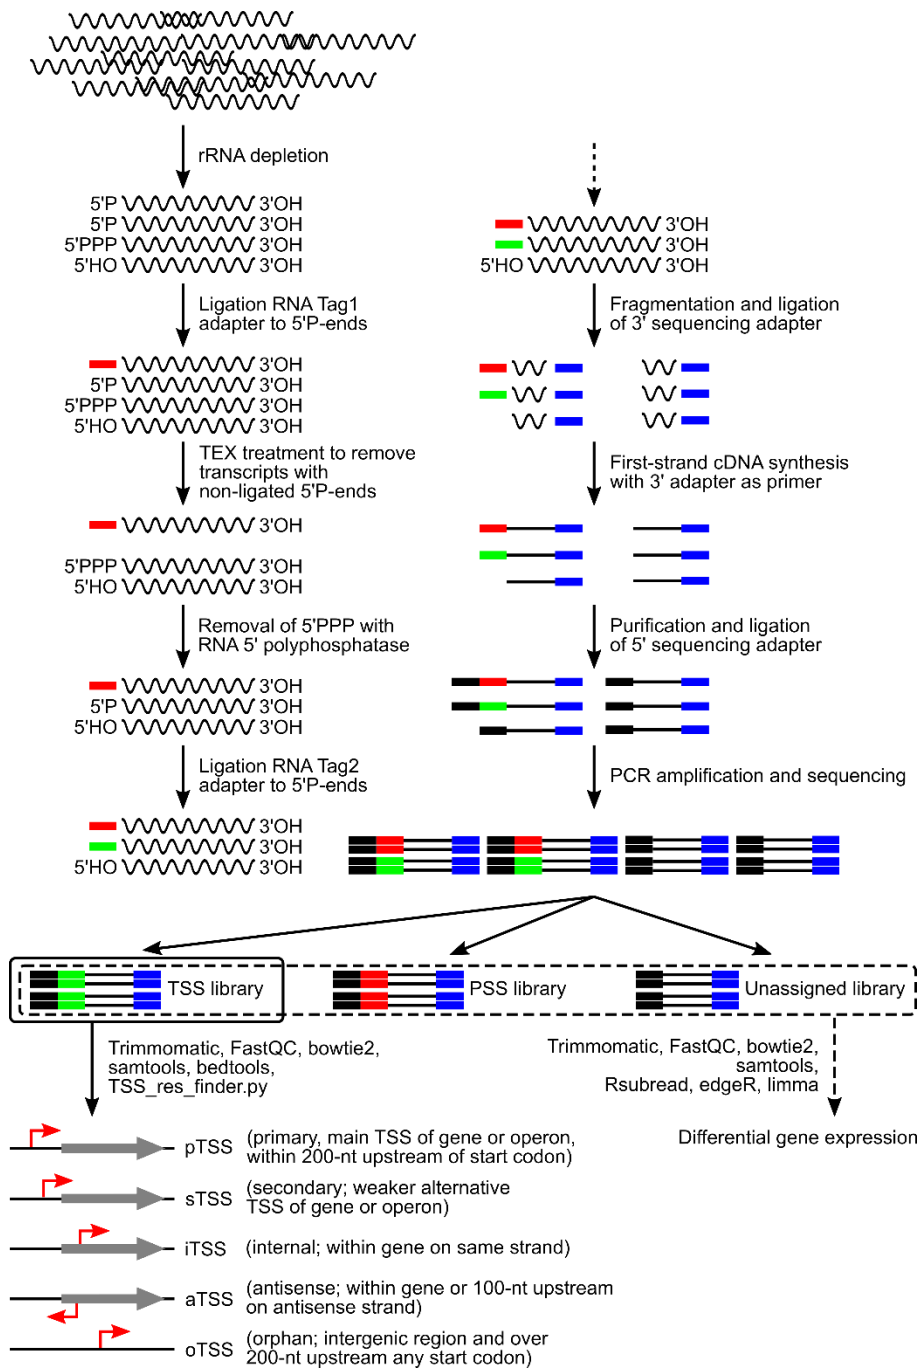 rRNA depletion
5'P 3'OH
5'P 3'OH
5'PPP 3'OH
5'HO 3'OH
Ligation RNA Tag1
adapter to 5'P-ends
3'OH
5'P 3'OH
5'PPP 3'OH
5'HO 3'OH
TEX treatment to remove
transcripts with
non-ligated 5'P-ends
3'OH
5'PPP 3'OH
5'HO 3'OH
Removal of 5'PPP with
RNA 5' polyphosphatase
3'OH
5'P 3'OH
5'HO 3'OH
Ligation RNA Tag2
adapter to 5'P-ends
3'OH
3'OH
5'HO 3'OH
3'OH
3'OH
5'HO 3'OH
Fragmentation and ligation
of 3' sequencing adapter
First-strand cDNA synthesis
with 3' adapter as primer
Purification and ligation
of 5' sequencing adapter
PCR amplification and sequencing
TSS library
PSS library
Unassigned library
Trimmomatic, FastQC, bowtie2,
samtools, bedtools,
TSS_res_finder.py
Trimmomatic, FastQC, bowtie2,
samtools,
Rsubread, edgeR, limma
Differential gene expression
pTSS (primary, main TSS of gene or operon,
within 200-nt upstream of start codon)
sTSS (secondary; weaker alternative
TSS of gene or operon)
iTSS (internal; within gene on same strand)
aTSS (antisense; within gene or 100-nt upstream
on antisense strand)
oTSS (orphan; intergenic region and over
200-nt upstream any start codon)